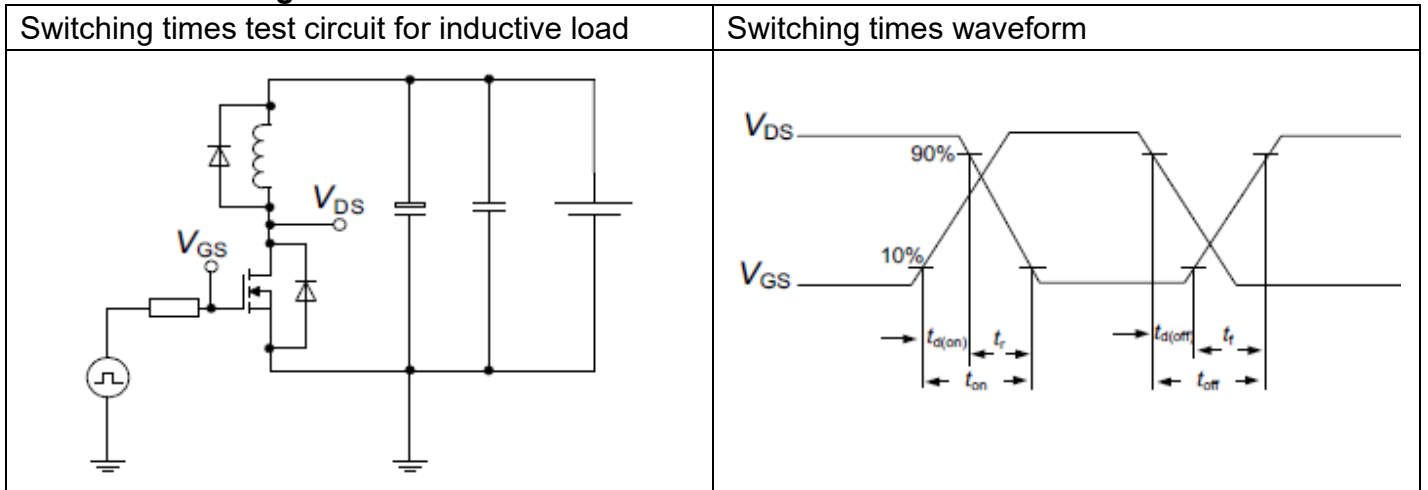 Switching times test circuit for inductive load
Switching times waveform
VDS
VGS
VDS
90%
10%
VGS
td(on)
tr
ton
td(off)
tf
toff